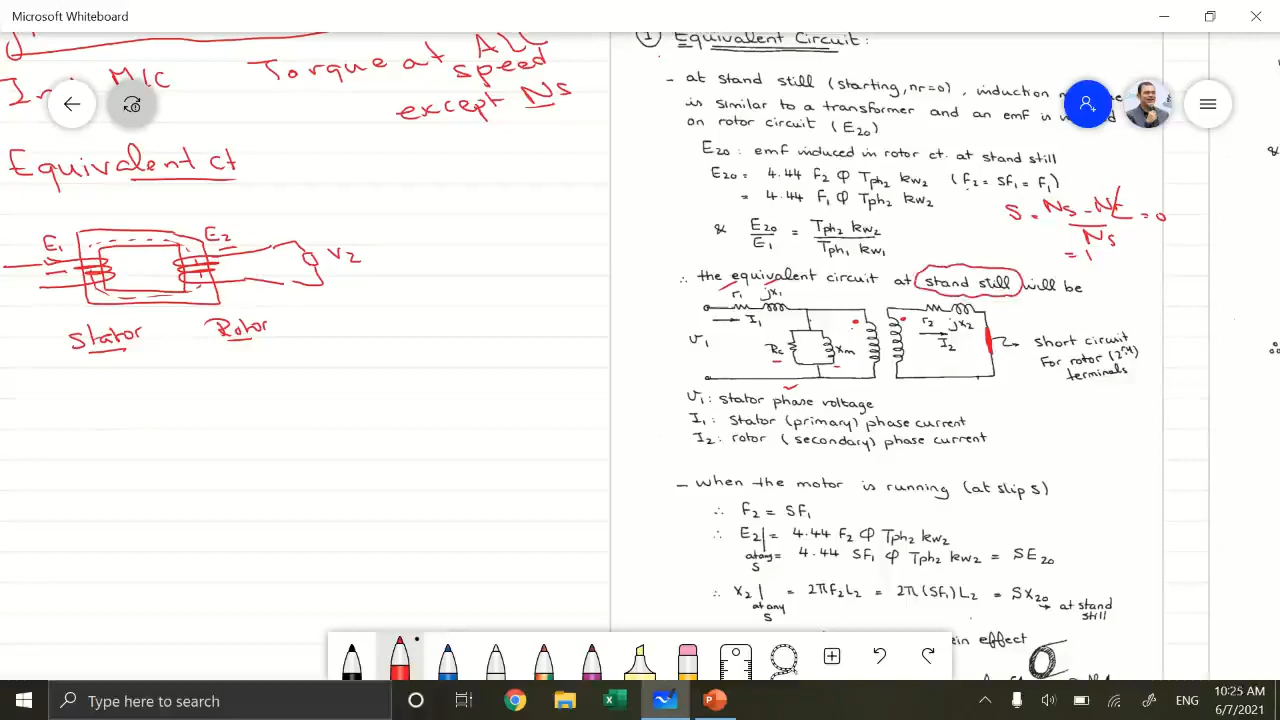 Microsoft Whiteboard
Torque at ALL
speed
except Ns
M/C
Equivalent ct
E1
E2
V2
Stator
Rotor
① Equivalent Circuit:
- at stand still (starting, nr=0), induction
is similar to a transformer and an emf is
on rotor circuit (E20)
E20: emf induced in rotor ct. at stand still
E20= 4.44 F2 φ Tph2 kw2 (F2 = SF1 = F1)
= 4.44 F1 φ Tph2 kw2
S = Ns - Nr = 0
Ns
= 1
& E20/E1 = Tph2 kw2/Tph1 kw1
∴ the equivalent circuit at stand still will be
r1 jx1
I1
V1
Rc
Xm
r2 jx2
I2
short circuit
For rotor (2ry)
terminals
V1: stator phase voltage
I1: stator (primary) phase current
I2: rotor (secondary) phase current
- when the motor is running (at slip S)
∴ F2 = SF1
∴ E2| = 4.44 F2 φ Tph2 kw2
at any S = 4.44 SF1 φ Tph2 kw2 = SE20
∴ X2| at any S = 2πF2L2 = 2π(SF1)L2 = SX20
→ at stand still
effect
&
Type here to search
ENG
10:25 AM
6/7/2021